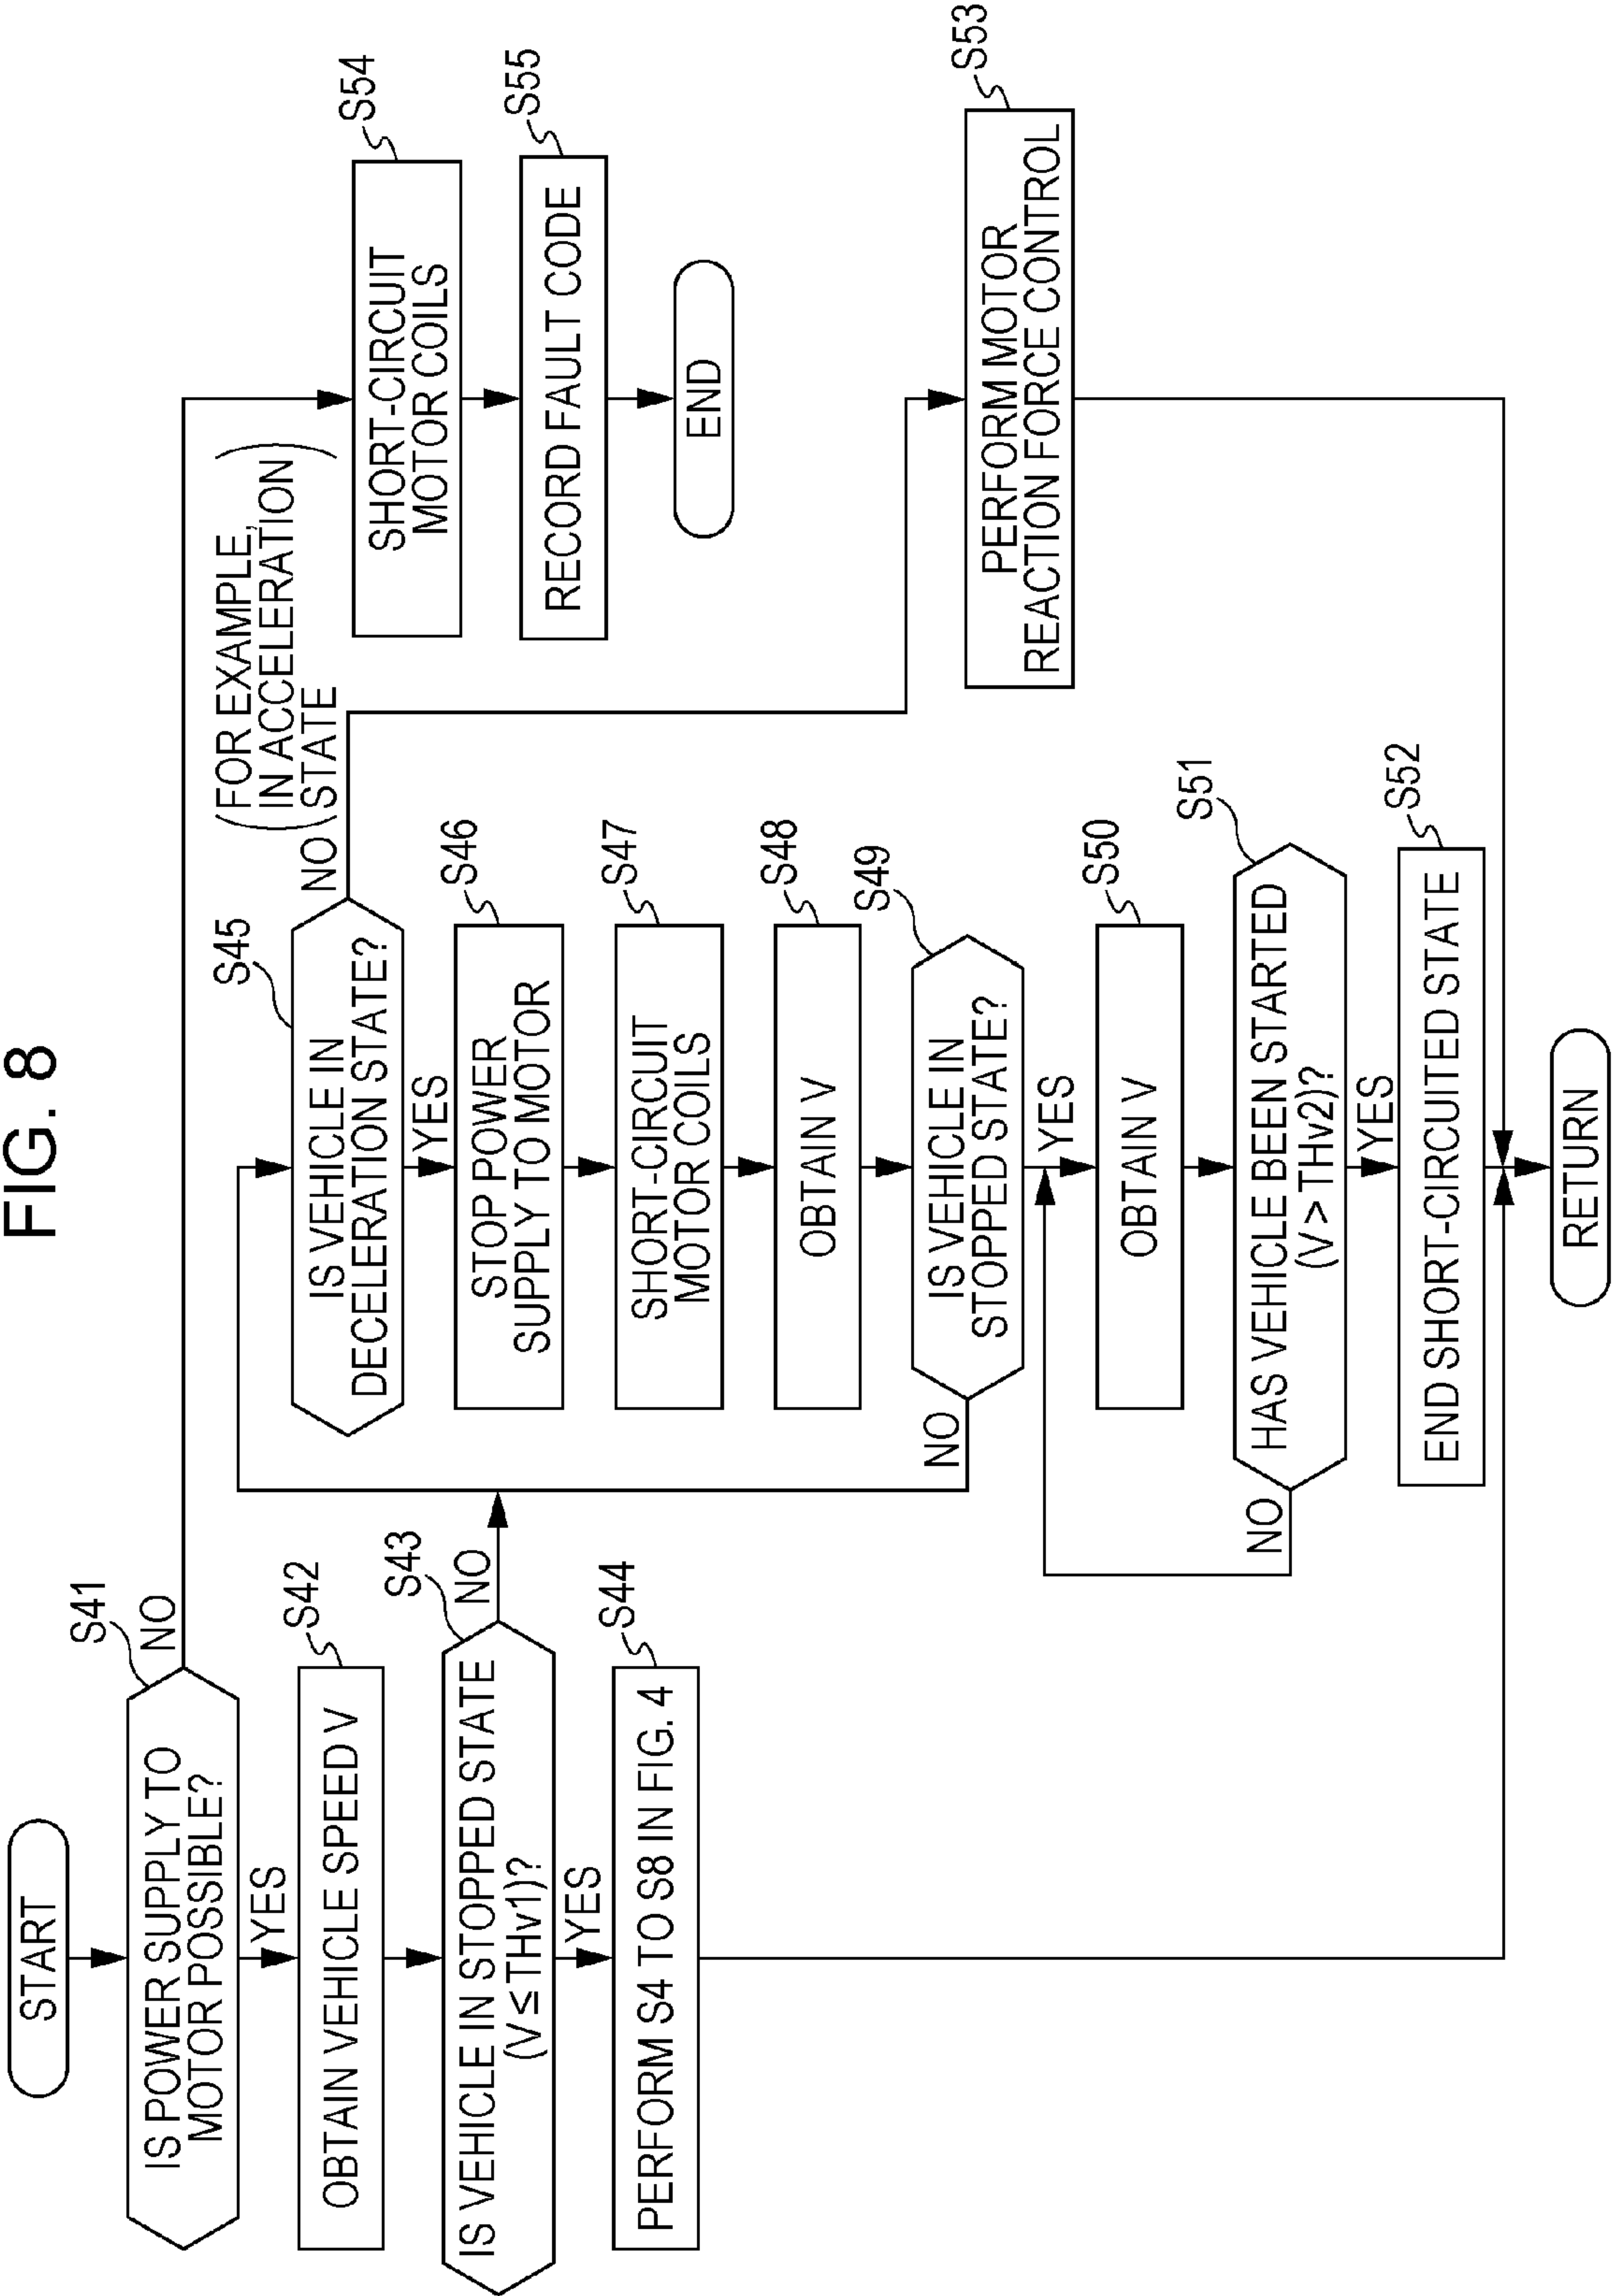 FIG. 8
START
S41
IS POWER SUPPLY TO
MOTOR POSSIBLE?
NO
YES
S42
OBTAIN VEHICLE SPEED V
S43
IS VEHICLE IN STOPPED STATE
(V ≤ THv1)?
NO
YES
S44
PERFORM S4 TO S8 IN FIG. 4
S45
IS VEHICLE IN
DECELERATION STATE?
NO
(FOR EXAMPLE,
IN ACCELERATION
STATE)
YES
S46
STOP POWER
SUPPLY TO MOTOR
S47
SHORT-CIRCUIT
MOTOR COILS
S48
OBTAIN V
S49
IS VEHICLE IN
STOPPED STATE?
NO
YES
S50
OBTAIN V
S51
HAS VEHICLE BEEN STARTED
(V > THv2)?
NO
YES
S52
END SHORT-CIRCUITED STATE
RETURN
S54
SHORT-CIRCUIT
MOTOR COILS
S55
RECORD FAULT CODE
END
S53
PERFORM MOTOR
REACTION FORCE CONTROL